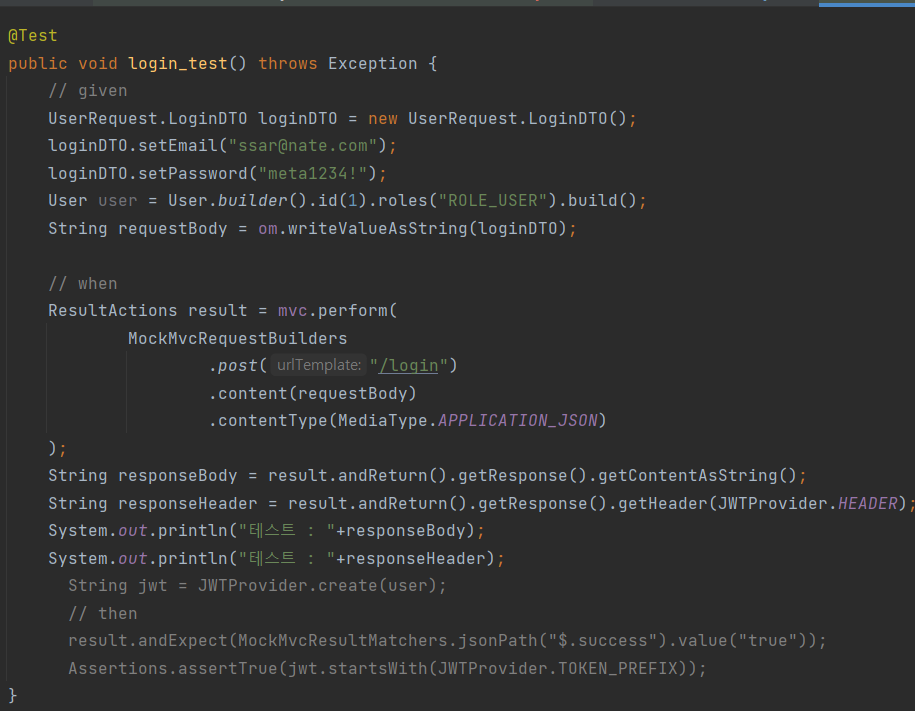 @Test
public void login_test() throws Exception {
// given
UserRequest.LoginDTO loginDTO = new UserRequest.LoginDTO();
loginDTO.setEmail("ssar@nate.com");
loginDTO.setPassword("meta1234!");
User user = User.builder().id(1).roles("ROLE_USER").build();
String requestBody = om.writeValueAsString(loginDTO);
// when
ResultActions result = mvc.perform(
MockMvcRequestBuilders
.post( urlTemplate: "/login")
.content(requestBody)
.contentType(MediaType.APPLICATION_JSON)
);
String responseBody = result.andReturn().getResponse().getContentAsString();
String responseHeader = result.andReturn().getResponse().getHeader(JWTProvider.HEADER);
System.out.println("테스트 : "+responseBody);
System.out.println("테스트 : "+responseHeader);
String jwt = JWTProvider.create(user);
// then
result.andExpect(MockMvcResultMatchers.jsonPath("$.success").value("true"));
Assertions.assertTrue(jwt.startsWith(JWTProvider.TOKEN_PREFIX));
}